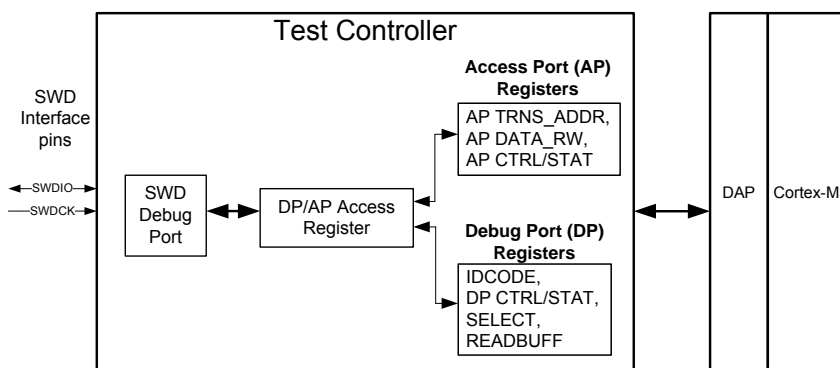 Test Controller
SWD
Interface
pins
SWDIO
SWDCK
SWD
Debug
Port
DP/AP Access
Register
Access Port (AP)
Registers
AP TRNS_ADDR,
AP DATA_RW,
AP CTRL/STAT
Debug Port (DP)
Registers
IDCODE,
DP CTRL/STAT,
SELECT,
READBUFF
DAP
Cortex-M